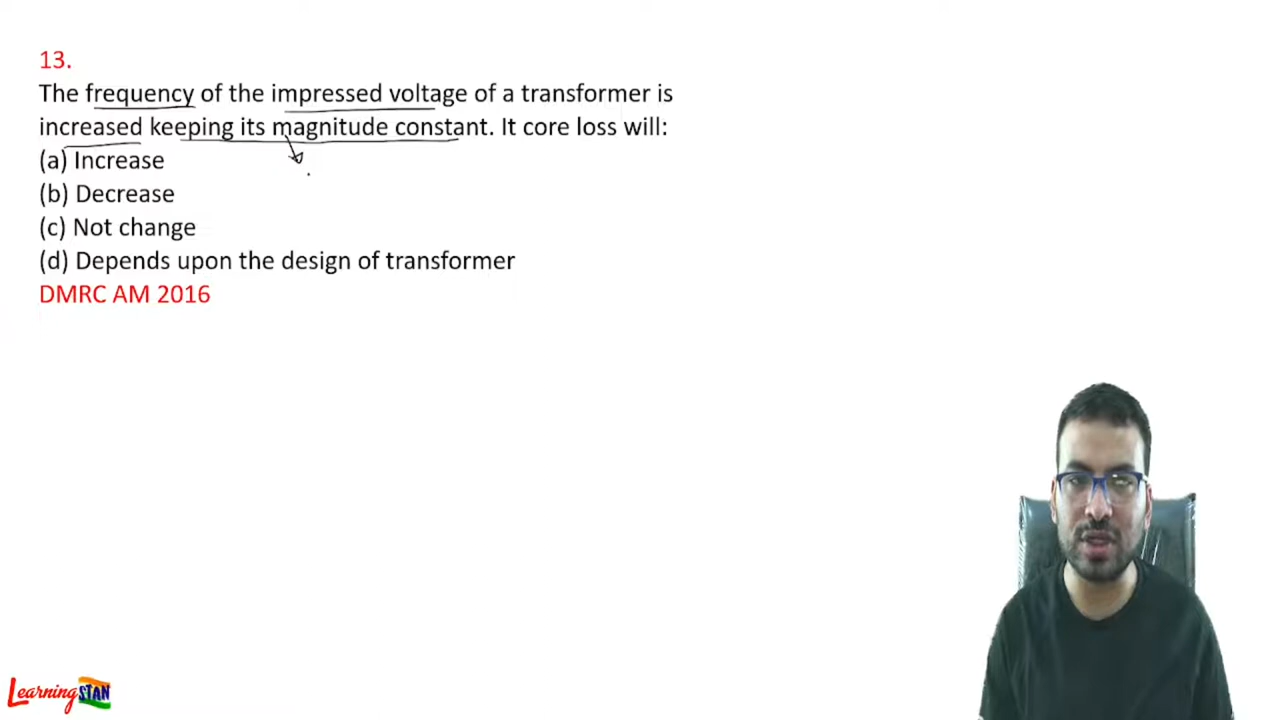 13.
The frequency of the impressed voltage of a transformer is
increased keeping its magnitude constant. It core loss will:
(a) Increase
(b) Decrease
(c) Not change
(d) Depends upon the design of transformer
DMRC AM 2016
LearningSTAN